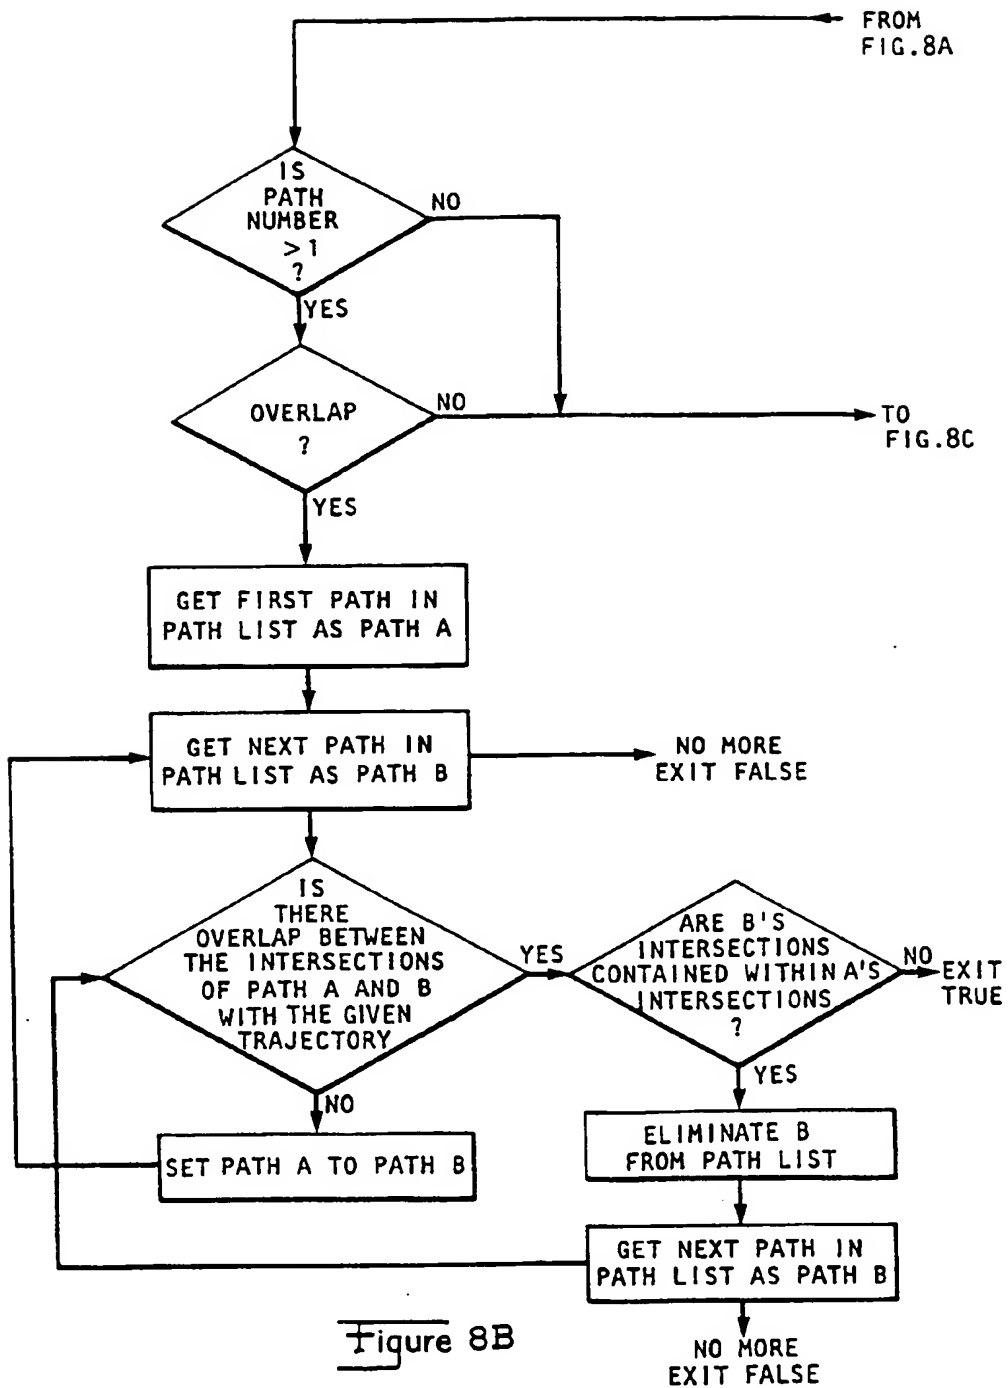 FROM
FIG.8A
IS
PATH
NUMBER
>1
?
NO
YES
OVERLAP
?
NO
TO
FIG.8C
YES
GET FIRST PATH IN
PATH LIST AS PATH A
GET NEXT PATH IN
PATH LIST AS PATH B
NO MORE
EXIT FALSE
IS
THERE
OVERLAP BETWEEN
THE INTERSECTIONS
OF PATH A AND B
WITH THE GIVEN
TRAJECTORY
YES
ARE B'S
INTERSECTIONS
CONTAINED WITHIN A'S
INTERSECTIONS
?
NO
EXIT
TRUE
NO
YES
SET PATH A TO PATH B
ELIMINATE B
FROM PATH LIST
GET NEXT PATH IN
PATH LIST AS PATH B
NO MORE
EXIT FALSE
Figure 8B